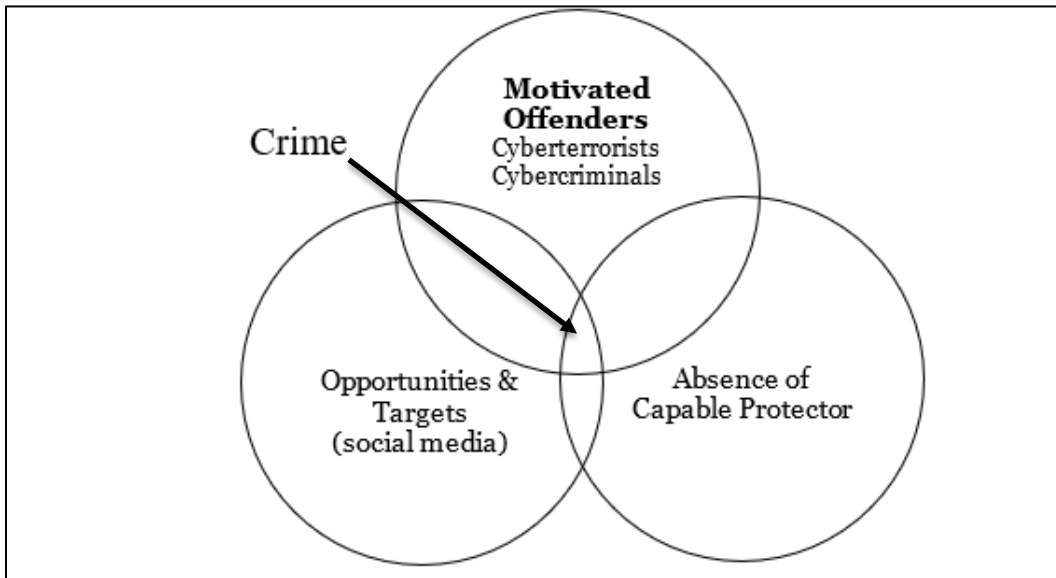 Motivated
Offenders
Cyberterrorists
Cybercriminals
Crime
Opportunities &
Targets
(social media)
Absence of
Capable Protector